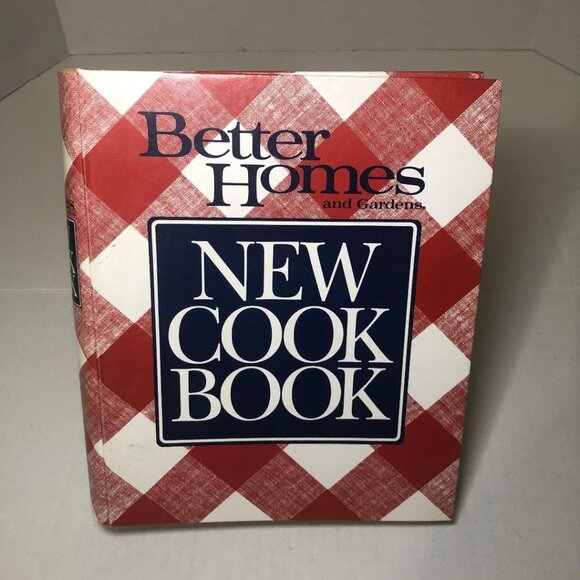 Better
Homes
and Gardens.
NEW
COOK
BOOK